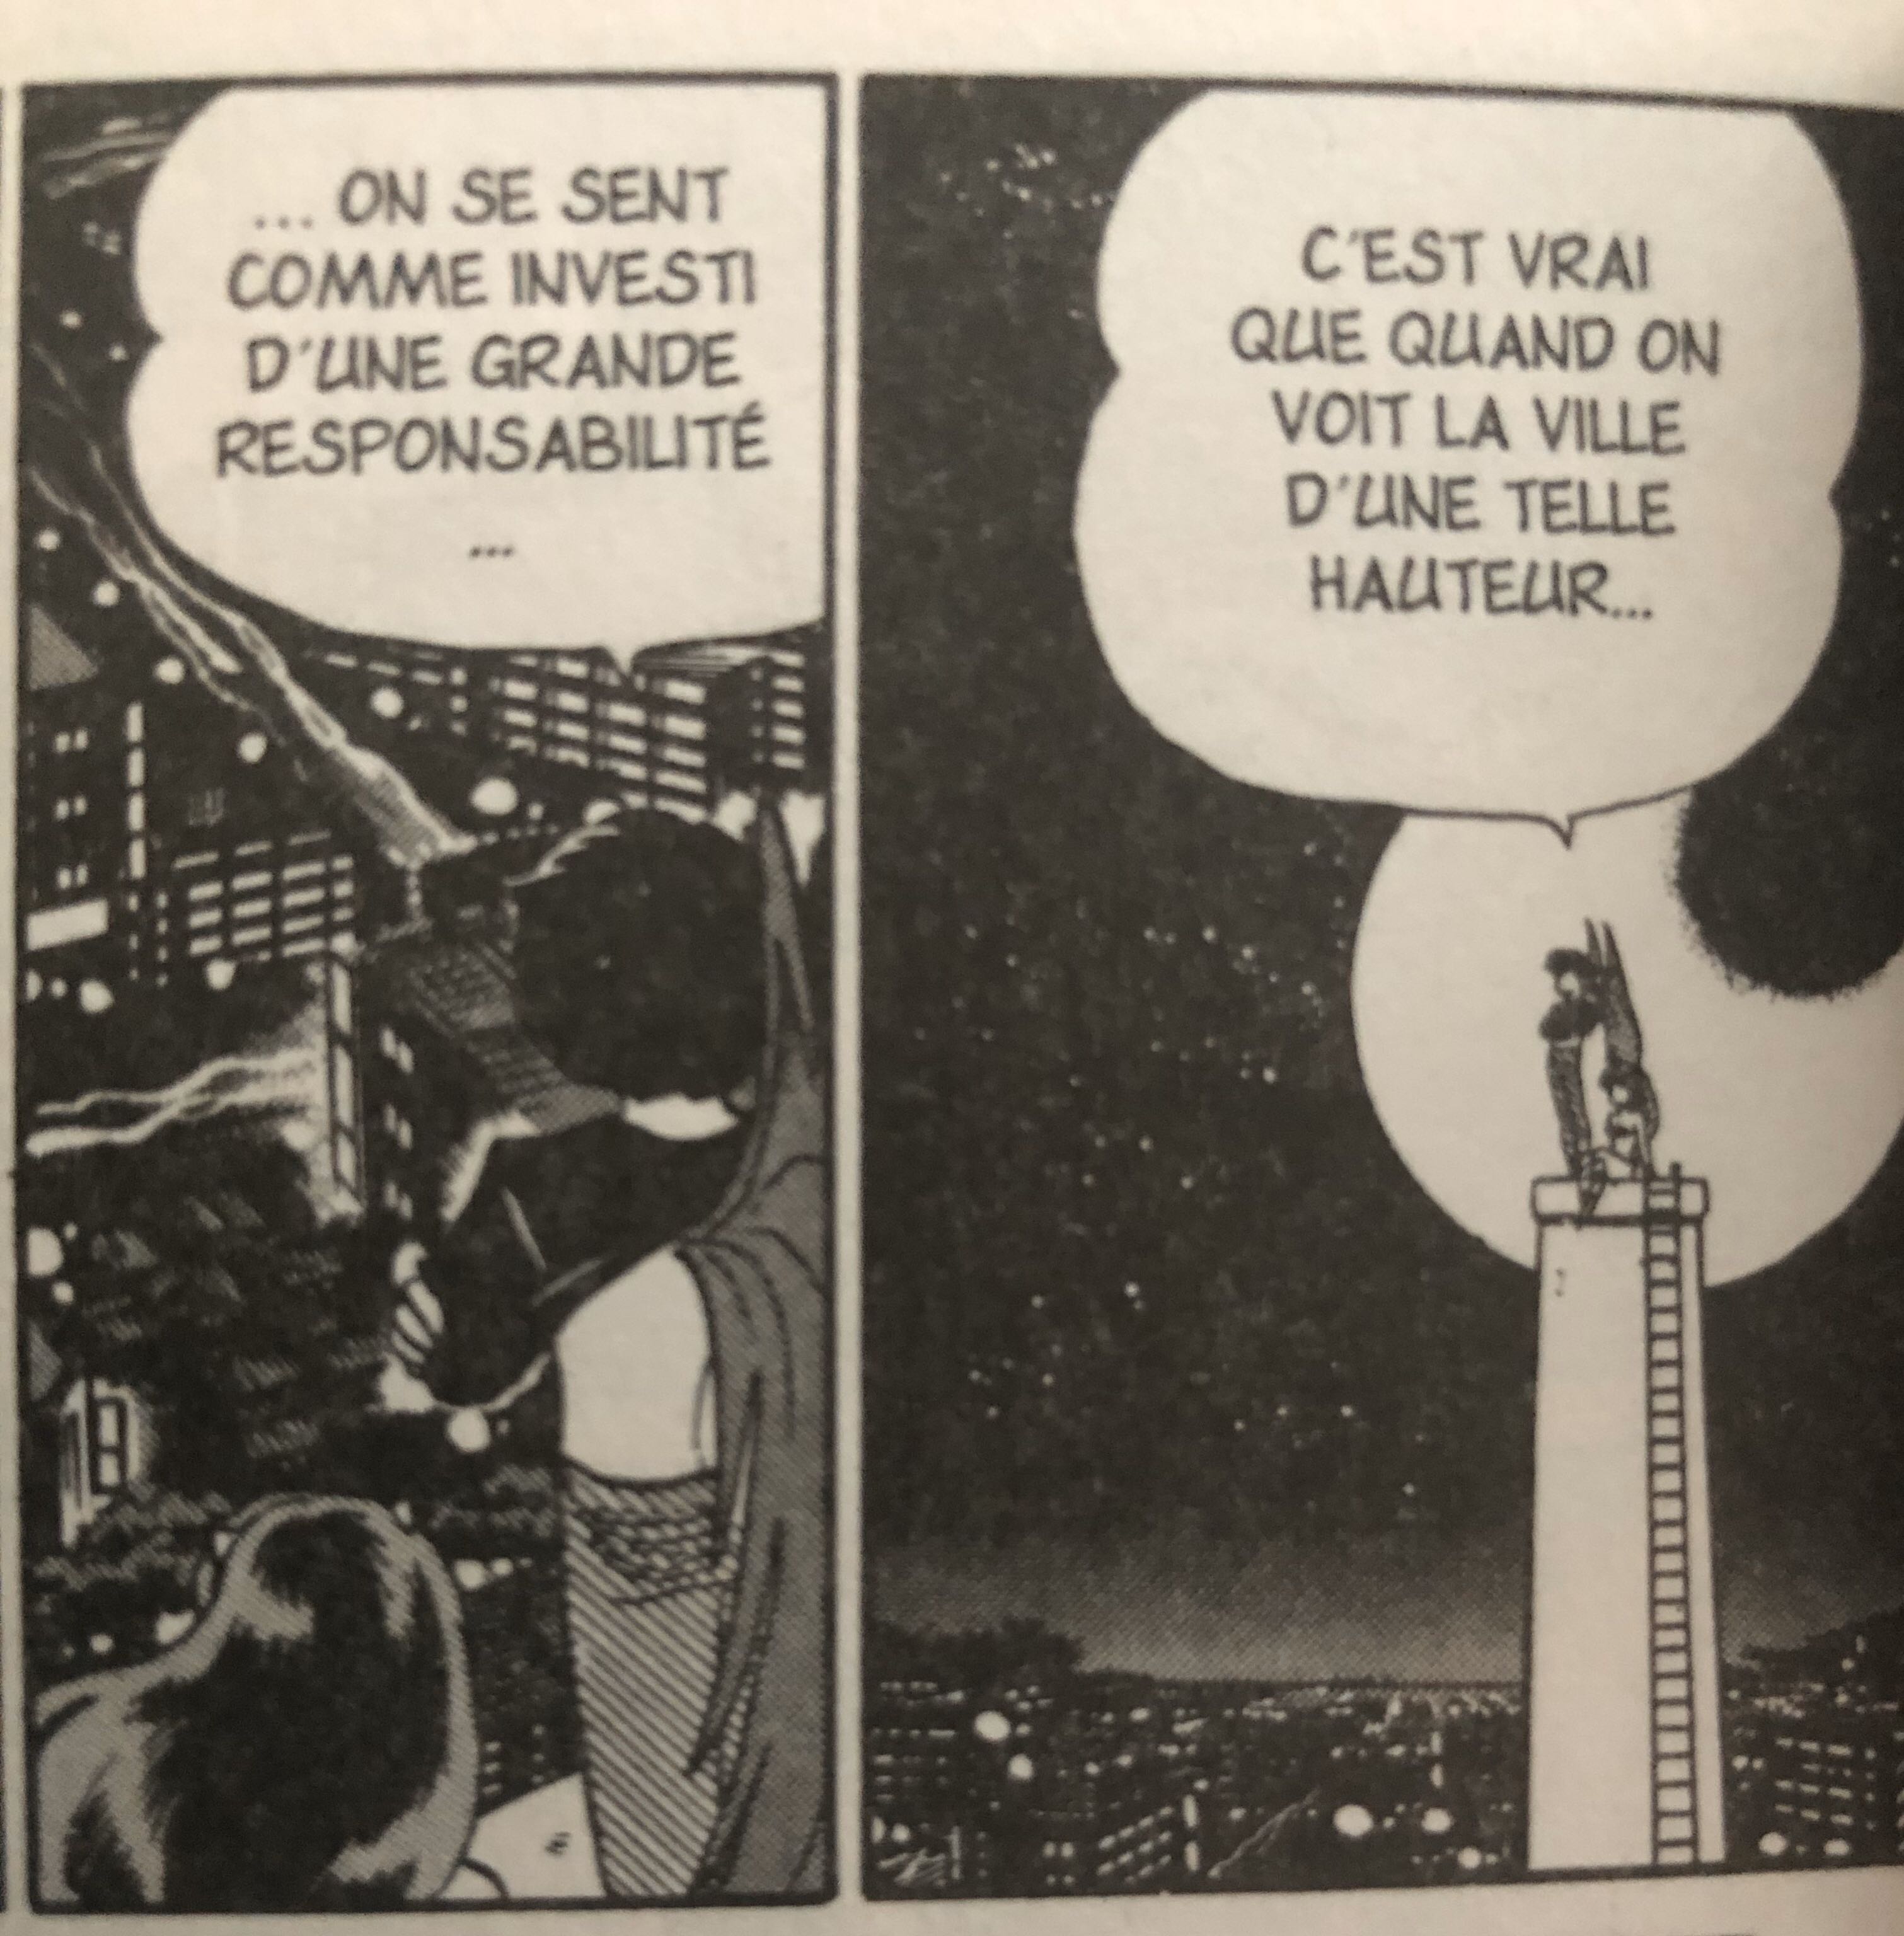 C'EST VRAI
QUE QUAND ON
VOIT LA VILLE
D'UNE TELLE
HAUTEUR...
... ON SE SENT
COMME INVESTI
D'UNE GRANDE
RESPONSABILITÉ
...